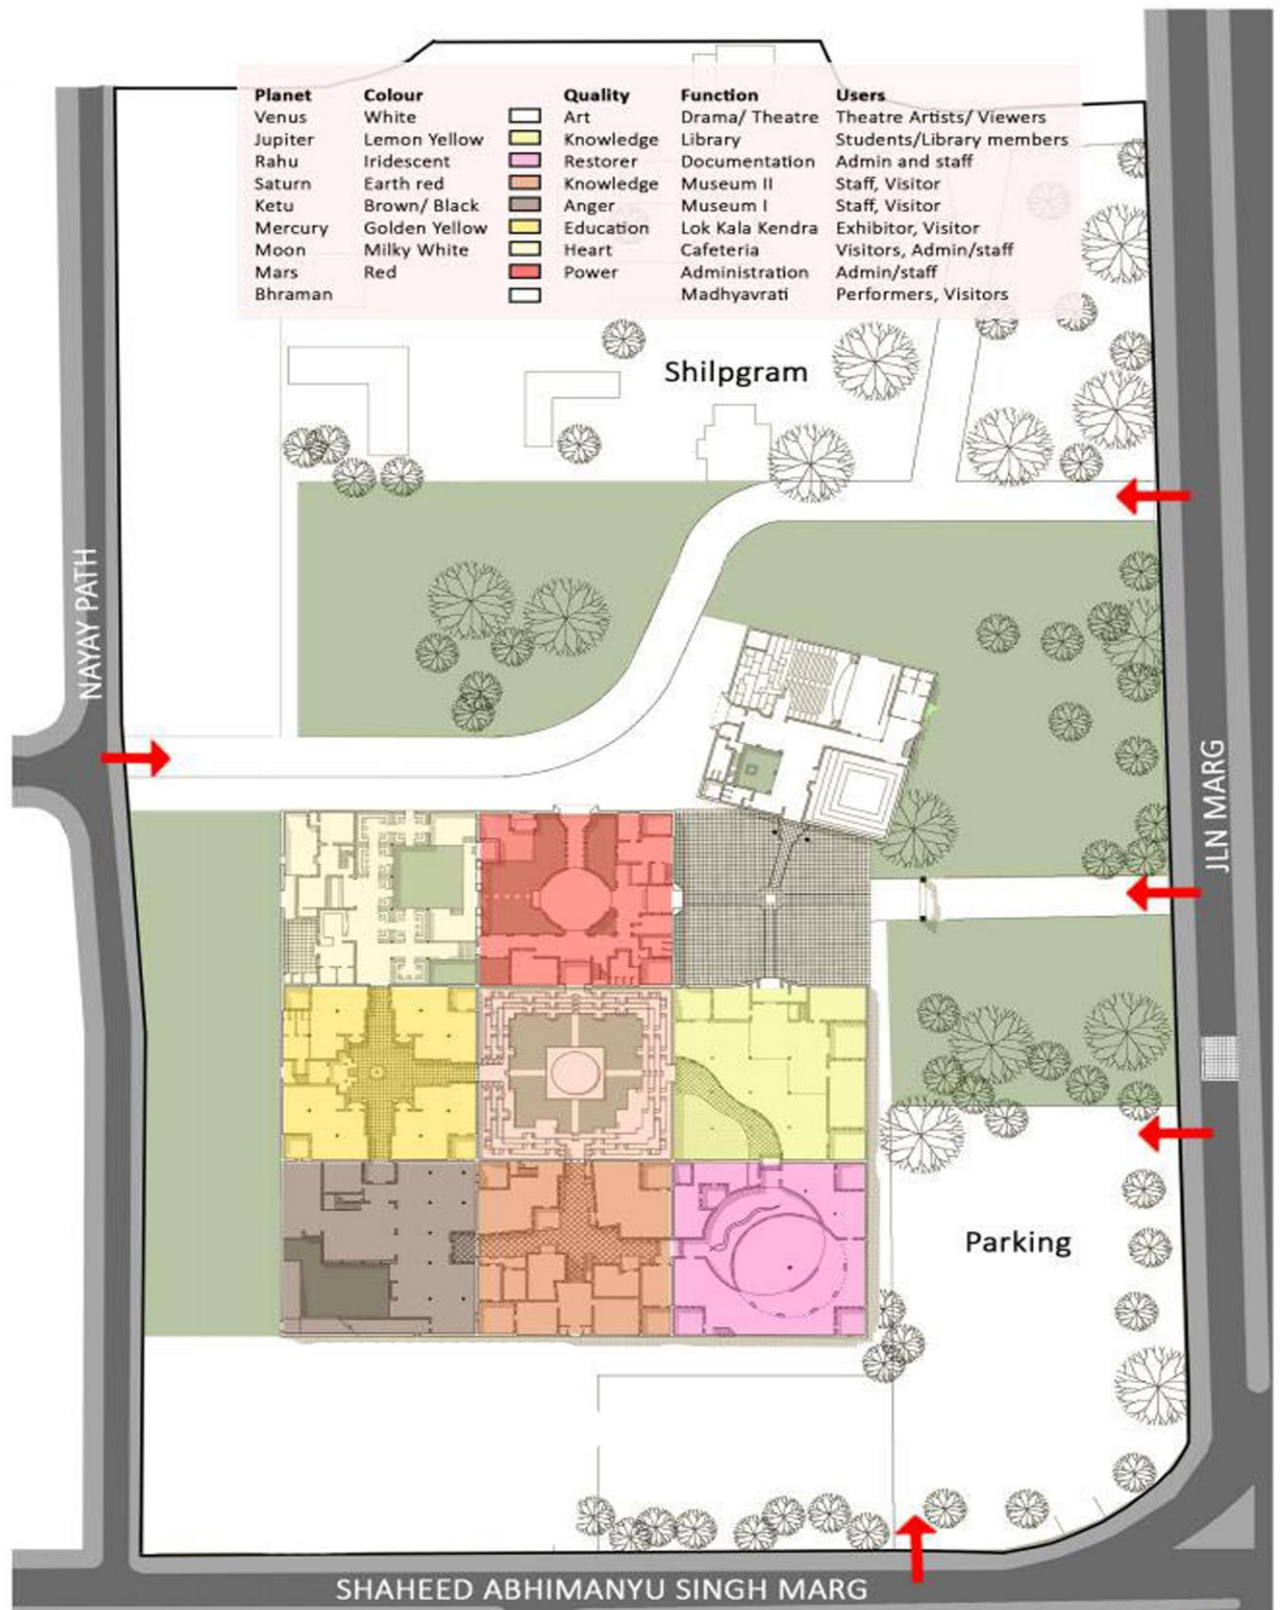 Planet Colour Quality Function Users
Venus White Art Drama/ Theatre Theatre Artists/ Viewers
Jupiter Lemon Yellow Knowledge Library Students/Library members
Rahu Iridescent Restorer Documentation Admin and staff
Saturn Earth red Knowledge Museum II Staff, Visitor
Ketu Brown/ Black Anger Museum I Staff, Visitor
Mercury Golden Yellow Education Lok Kala Kendra Exhibitor, Visitor
Moon Milky White Heart Cafeteria Visitors, Admin/staff
Mars Red Power Administration Admin/staff
Bhraman Madhyavrati Performers, Visitors
Shilpgram
NAYAY PATH
JLN MARG
Parking
SHAHEED ABHIMANYU SINGH MARG